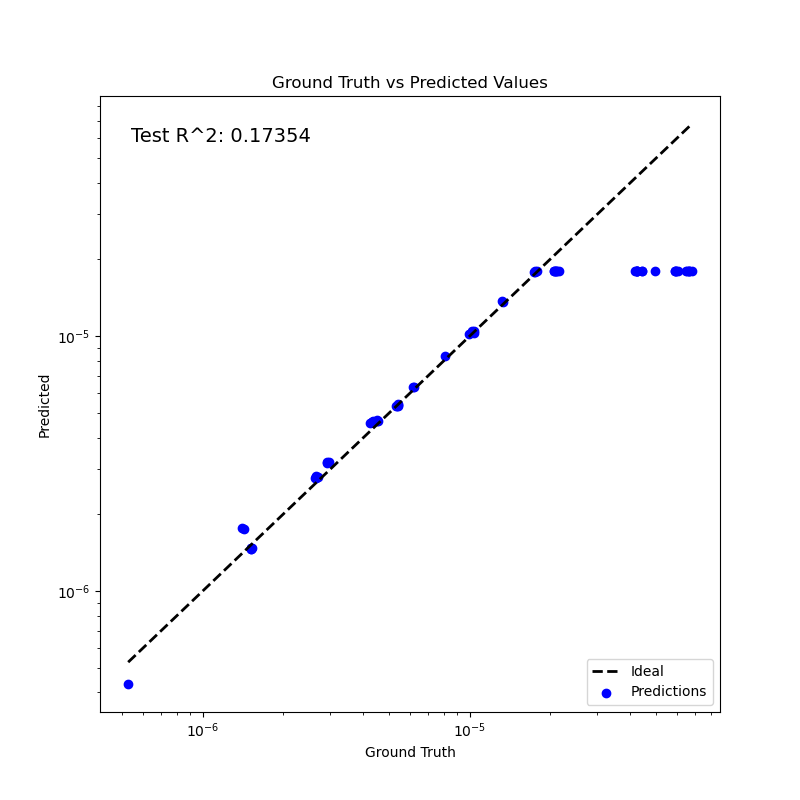 Ground Truth vs Predicted Values
Test R^2: 0.17354
Predicted
10⁻⁵
10⁻⁶
Ideal
Predictions
10⁻⁶
10⁻⁵
Ground Truth